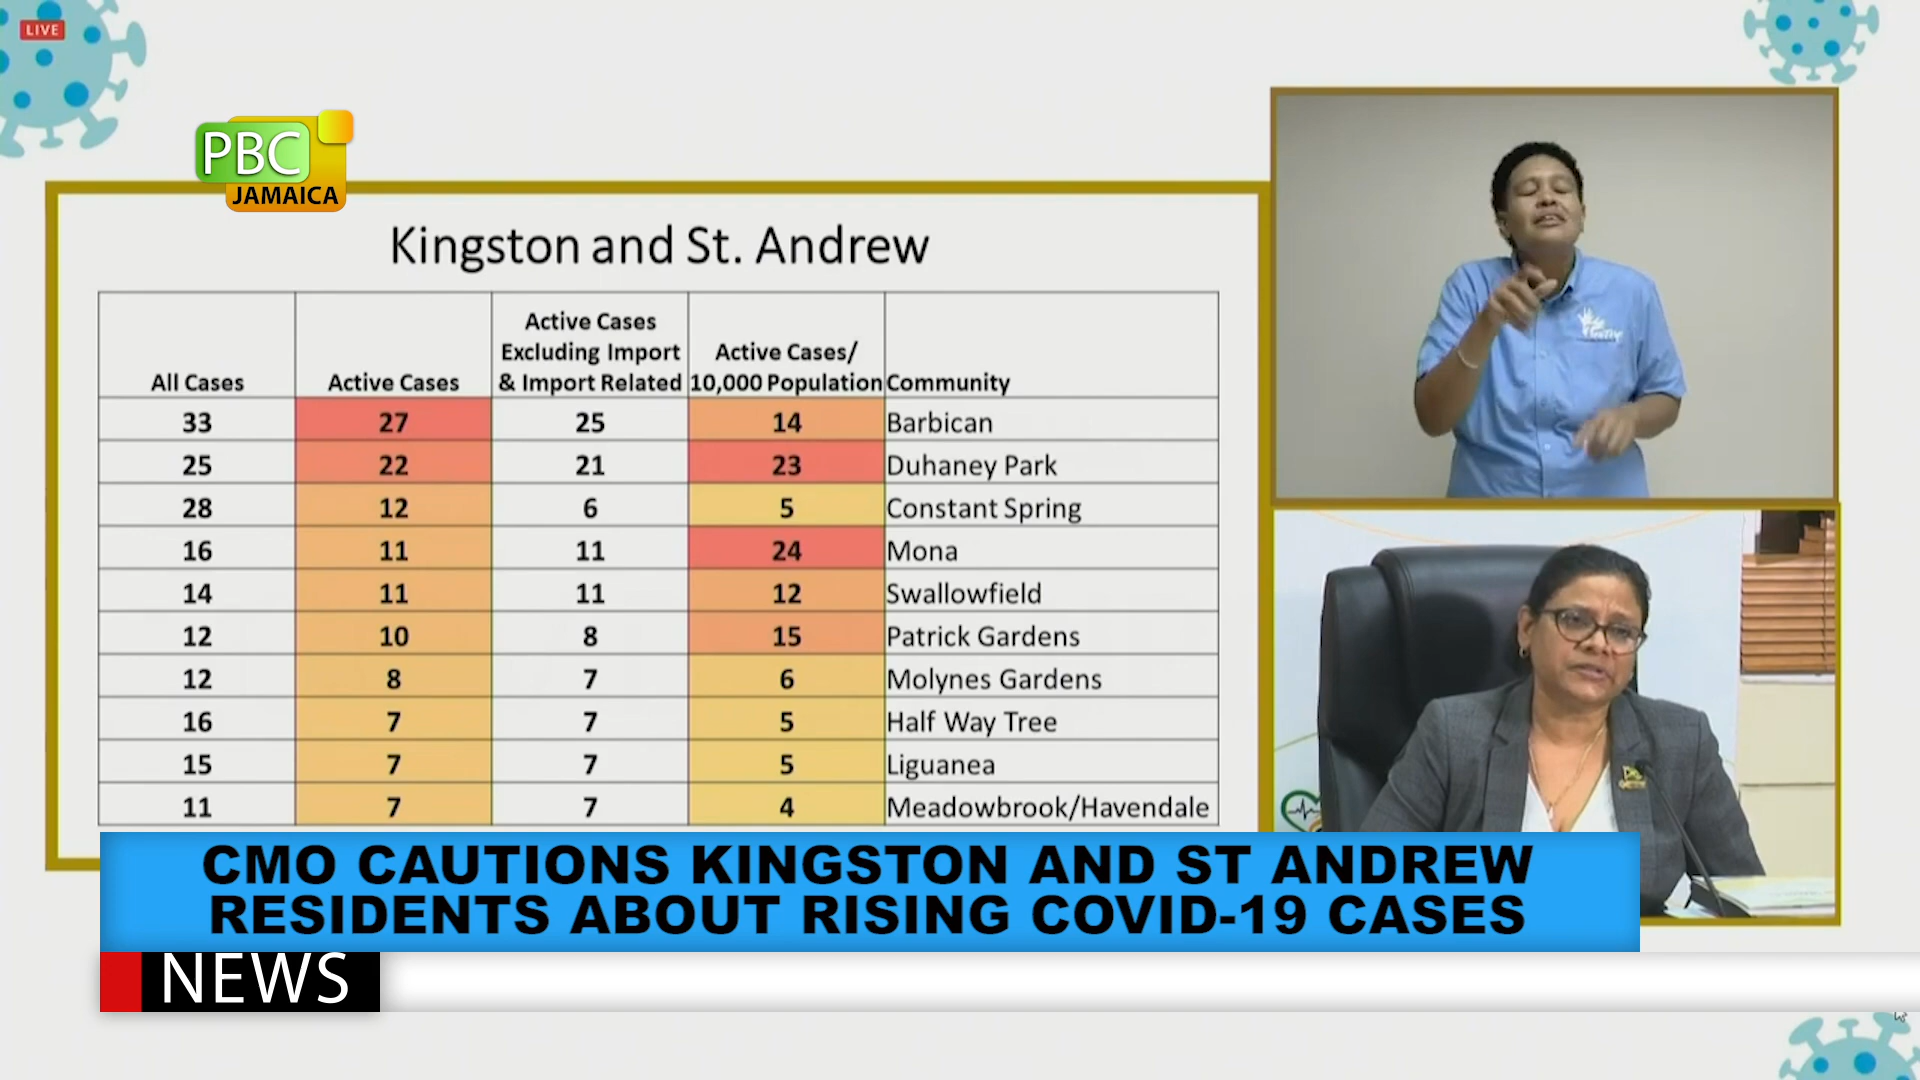 LIVE
PBC
JAMAICA
Kingston and St. Andrew
All Cases Active Cases Active Cases Excluding Import & Import Related Active Cases/ 10,000 Population Community
33 27 25 14 Barbican
25 22 21 23 Duhaney Park
28 12 6 5 Constant Spring
16 11 11 24 Mona
14 11 11 12 Swallowfield
12 10 8 15 Patrick Gardens
12 8 7 6 Molynes Gardens
16 7 7 5 Half Way Tree
15 7 7 5 Liguanea
11 7 7 4 Meadowbrook/Havendale
CMO CAUTIONS KINGSTON AND ST ANDREW
RESIDENTS ABOUT RISING COVID-19 CASES
NEWS